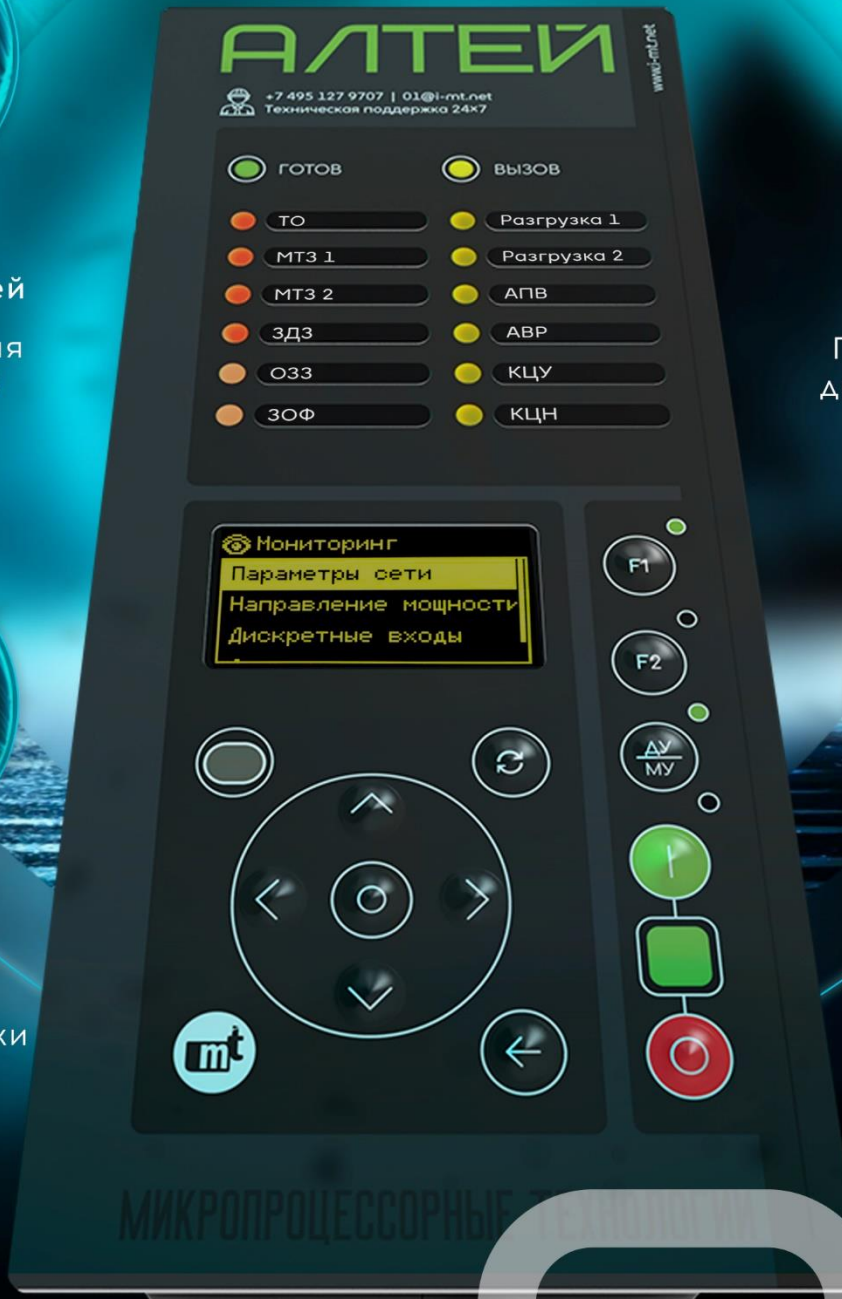 АЛТЕЙ
www.i-mt.net
+7 495 127 9707 | 01@i-mt.net
Техническая поддержка 24×7
ГОТОВ
ВЫЗОВ
ТО
Разгрузка 1
МТЗ 1
Разгрузка 2
МТЗ 2
АПВ
ЗДЗ
АВР
ОЗЗ
КЦУ
ЗОФ
КЦН
Мониторинг
Параметры сети
Направление мощности
Дискретные входы
F1
F2
ДУ
МУ
mt
МИКРОПРОЦЕССОРНЫЕ ТЕХНОЛОГИИ